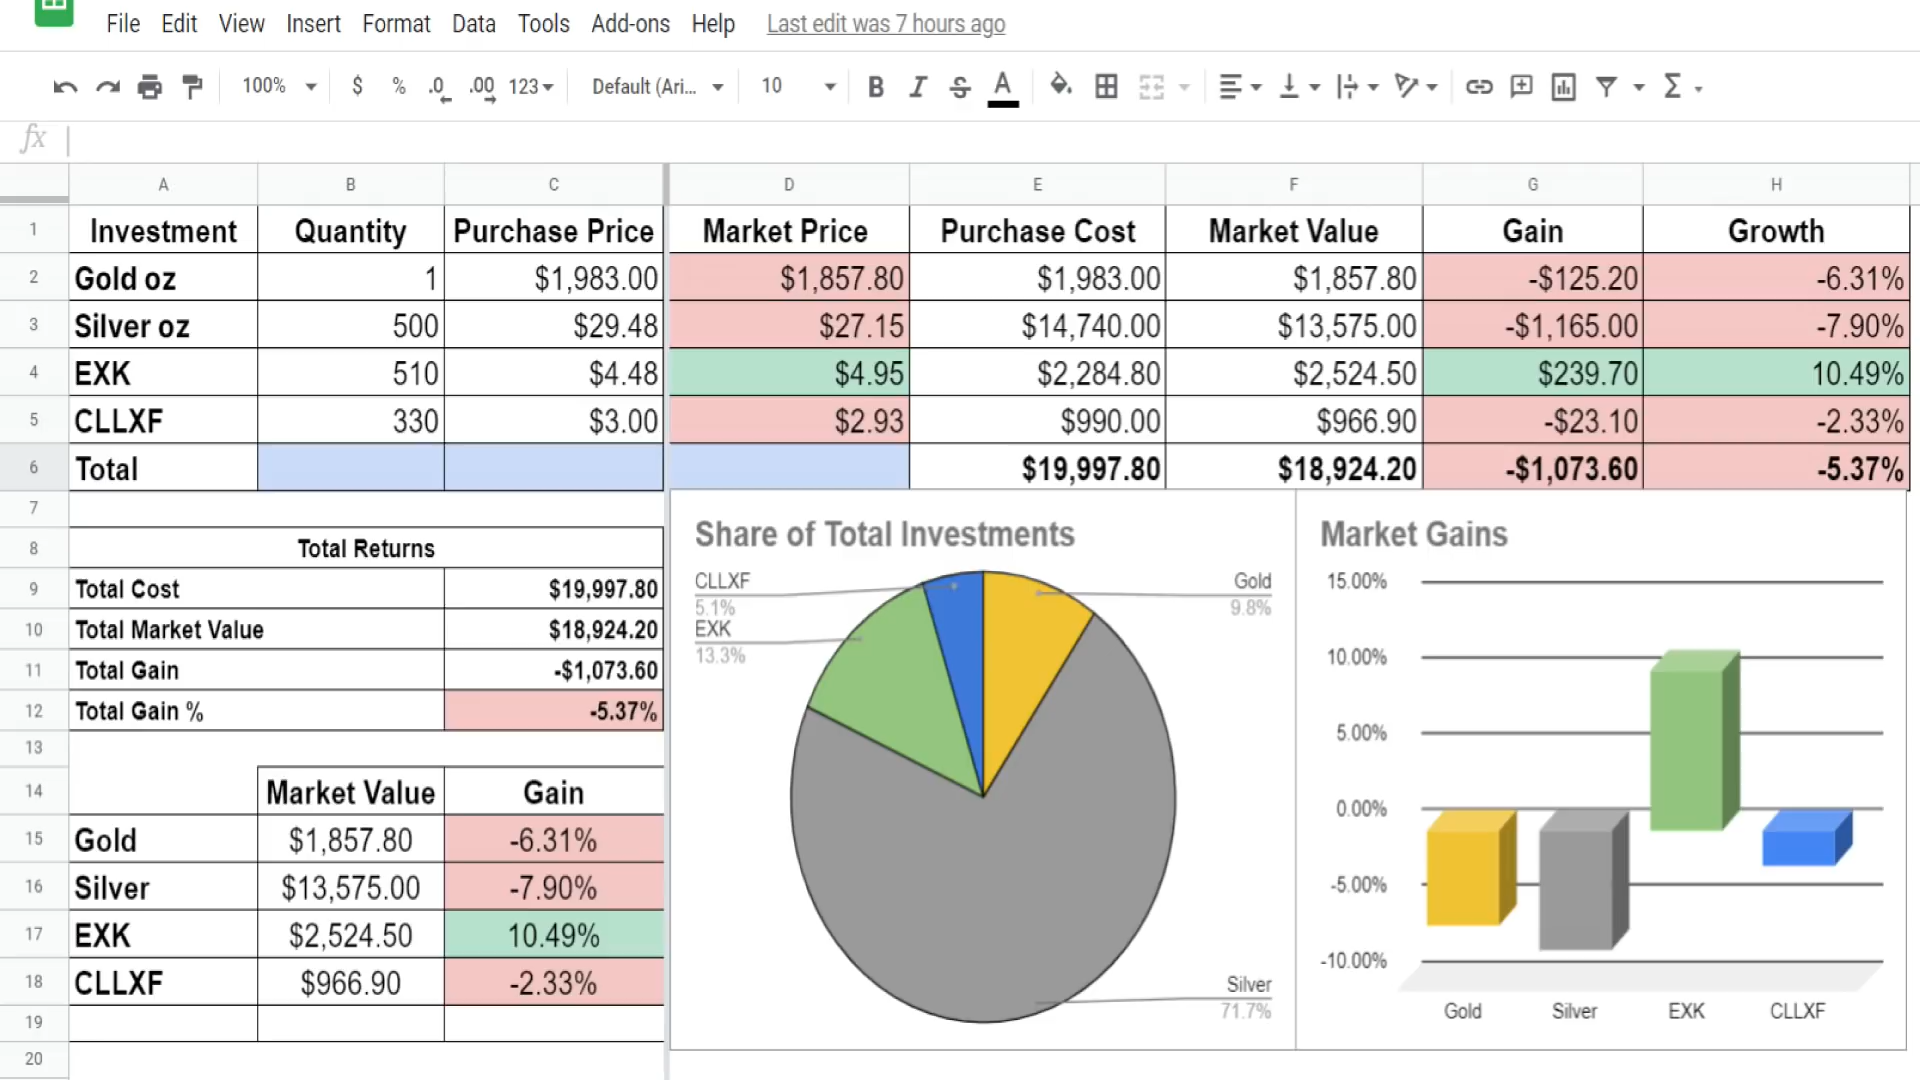 File Edit View Insert Format Data Tools Add-ons Help Last edit was 7 hours ago
100% $ % .0 .00 123 Default (Ari... 10 B I S A Σ
fx
A B C D E F G H
1 Investment Quantity Purchase Price Market Price Purchase Cost Market Value Gain Growth
2 Gold oz 1 $1,983.00 $1,857.80 $1,983.00 $1,857.80 -$125.20 -6.31%
3 Silver oz 500 $29.48 $27.15 $14,740.00 $13,575.00 -$1,165.00 -7.90%
4 EXK 510 $4.48 $4.95 $2,284.80 $2,524.50 $239.70 10.49%
5 CLLXF 330 $3.00 $2.93 $990.00 $966.90 -$23.10 -2.33%
6 Total $19,997.80 $18,924.20 -$1,073.60 -5.37%
7
8 Total Returns
9 Total Cost $19,997.80
10 Total Market Value $18,924.20
11 Total Gain -$1,073.60
12 Total Gain % -5.37%
13
14 Market Value Gain
15 Gold $1,857.80 -6.31%
16 Silver $13,575.00 -7.90%
17 EXK $2,524.50 10.49%
18 CLLXF $966.90 -2.33%
19
20
Share of Total Investments
CLLXF
5.1%
EXK
13.3%
Gold
9.8%
Silver
71.7%
Market Gains
15.00%
10.00%
5.00%
0.00%
-5.00%
-10.00%
Gold Silver EXK CLLXF